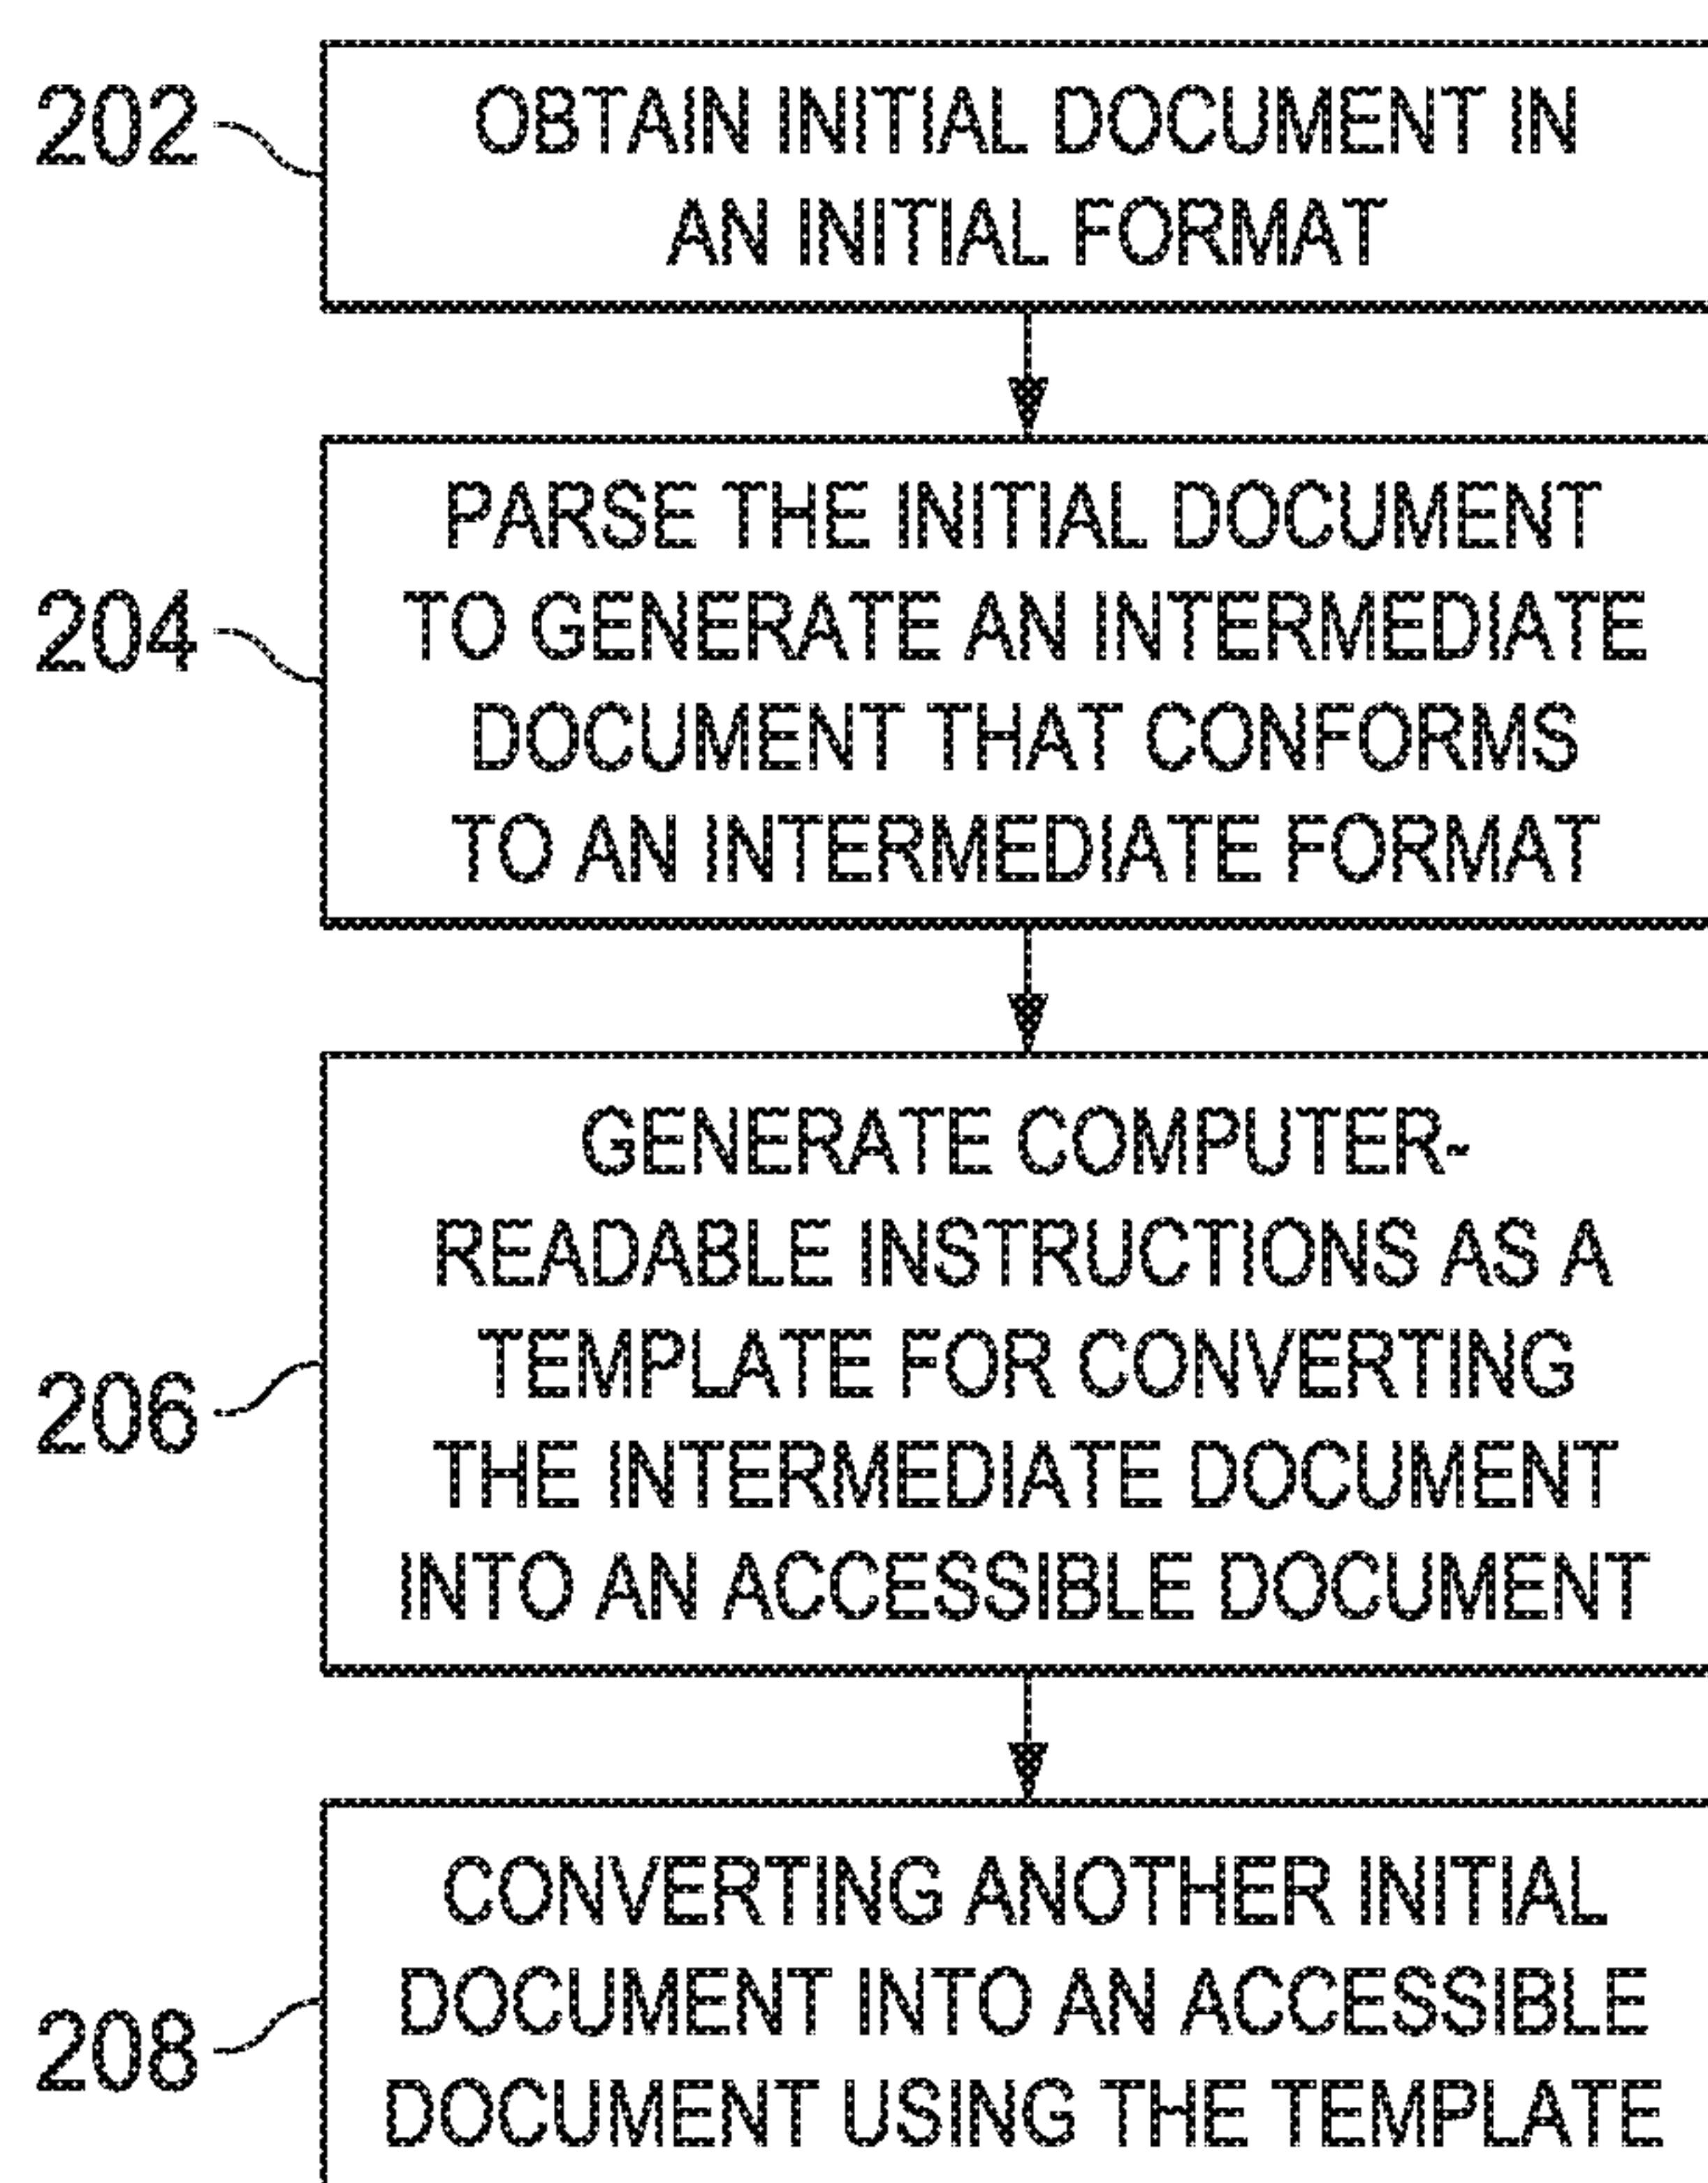 202
OBTAIN INITIAL DOCUMENT IN
AN INITIAL FORMAT
204
PARSE THE INITIAL DOCUMENT
TO GENERATE AN INTERMEDIATE
DOCUMENT THAT CONFORMS
TO AN INTERMEDIATE FORMAT
206
GENERATE COMPUTER-
READABLE INSTRUCTIONS AS A
TEMPLATE FOR CONVERTING
THE INTERMEDIATE DOCUMENT
INTO AN ACCESSIBLE DOCUMENT
208
CONVERTING ANOTHER INITIAL
DOCUMENT INTO AN ACCESSIBLE
DOCUMENT USING THE TEMPLATE